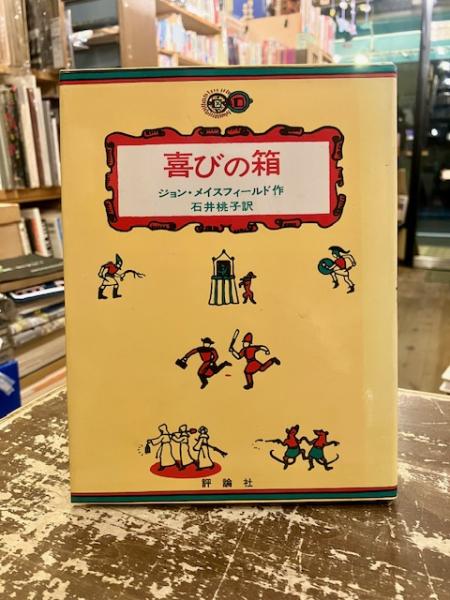 喜びの箱
ジョン・メイスフィールド作
石井桃子訳
評論社